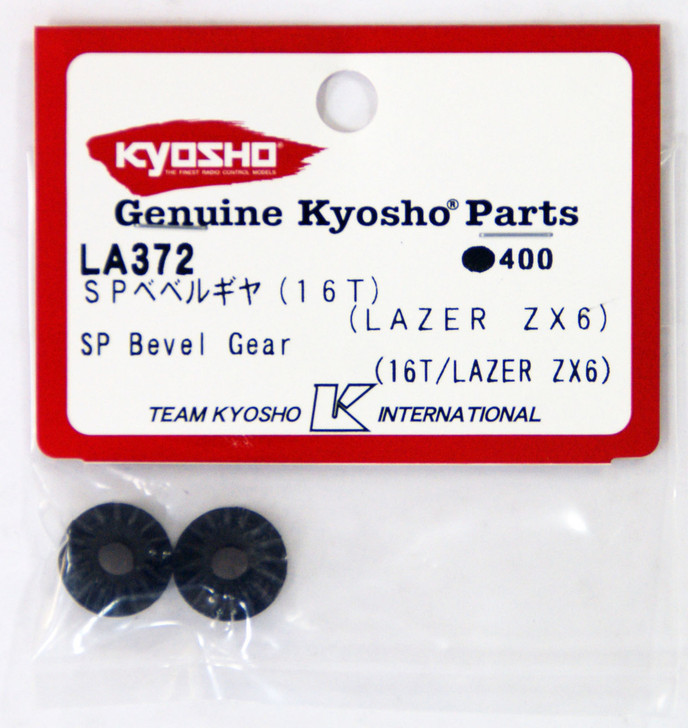 KYOSHO®
THE FINEST RADIO CONTROL MODELS
Genuine Kyosho® Parts
LA372 ●400
SPベベルギヤ(16T)
(LAZER ZX6)
SP Bevel Gear
(16T/LAZER ZX6)
TEAM KYOSHO K INTERNATIONAL